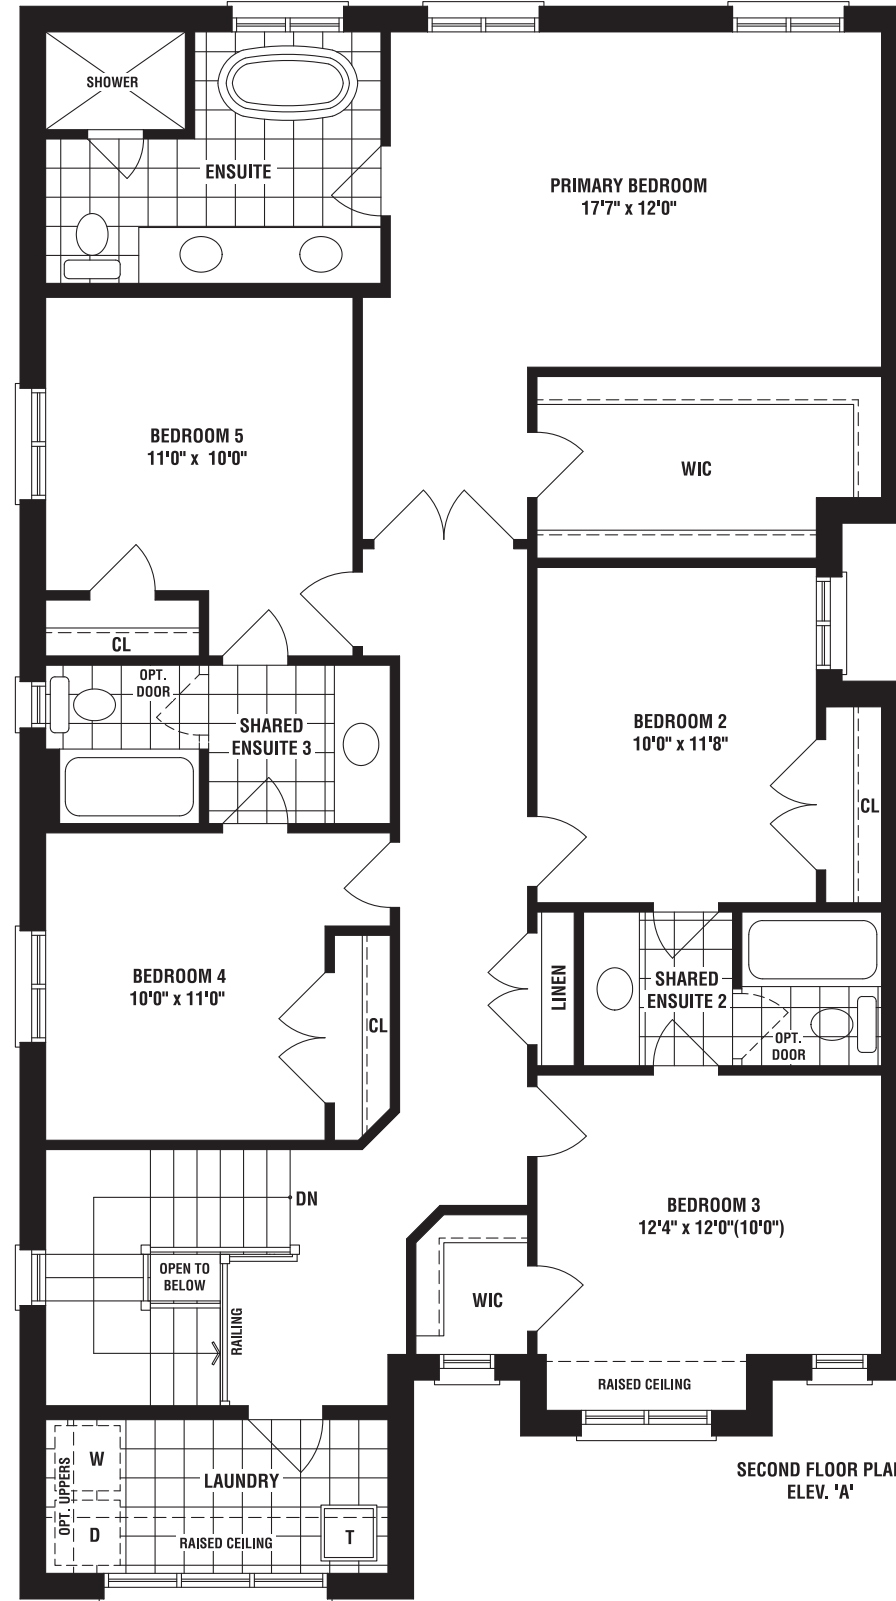 SHOWER
ENSUITE
PRIMARY BEDROOM
17'7" x 12'0"
BEDROOM 5
11'0" x 10'0"
WIC
CL
OPT.
DOOR
SHARED
ENSUITE 3
BEDROOM 2
10'0" x 11'8"
CL
BEDROOM 4
10'0" x 11'0"
CL
LINEN
SHARED
ENSUITE 2
OPT.
DOOR
DN
OPEN TO
BELOW
RAILING
BEDROOM 3
12'4" x 12'0"(10'0")
WIC
RAISED CEILING
SECOND FLOOR PLA
ELEV. 'A'
OPT. UPPERS
W
D
LAUNDRY
RAISED CEILING
T